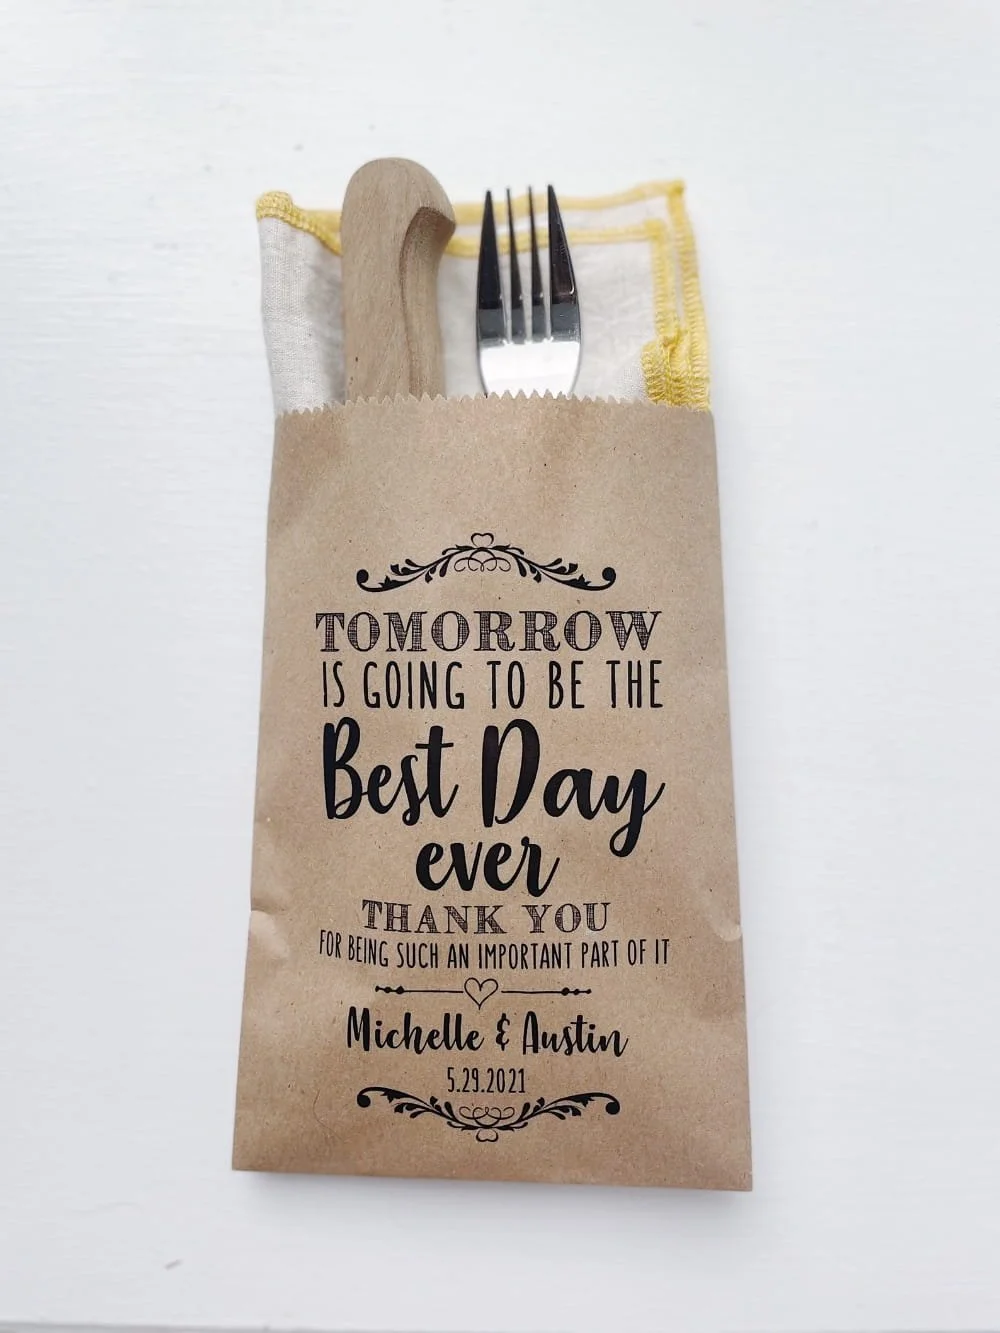 TOMORROW
IS GOING TO BE THE
Best Day
ever
THANK YOU
FOR BEING SUCH AN IMPORTANT PART OF IT
Michelle & Austin
5.29.2021